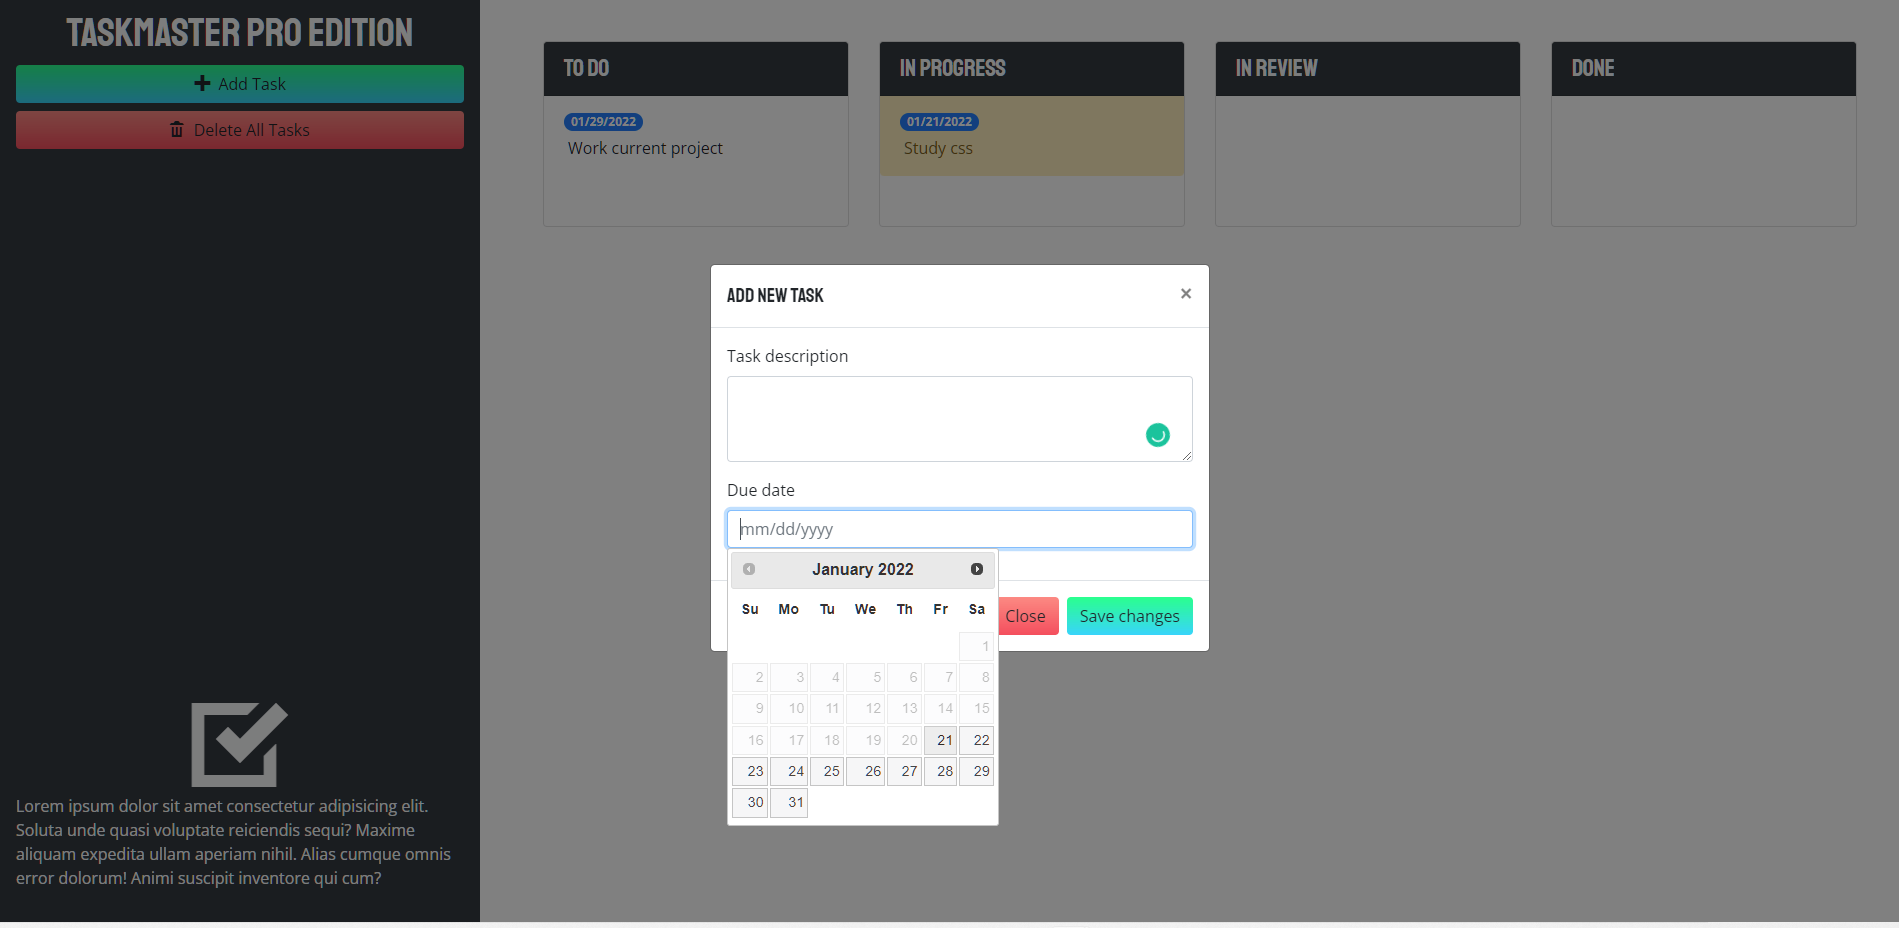 TASKMASTER PRO EDITION
Add Task
Delete All Tasks
Lorem ipsum dolor sit amet consectetur adipisicing elit.
Soluta unde quasi voluptate reiciendis sequi? Maxime
aliquam expedita ullam aperiam nihil. Alias cumque omnis
error dolorum! Animi suscipit inventore qui cum?
TO DO
01/29/2022
Work current project
IN PROGRESS
01/21/2022
Study css
IN REVIEW
DONE
ADD NEW TASK ×
Task description
Due date
mm/dd/yyyy
January 2022
Su Mo Tu We Th Fr Sa
1
2 3 4 5 6 7 8
9 10 11 12 13 14 15
16 17 18 19 20 21 22
23 24 25 26 27 28 29
30 31
Close Save changes